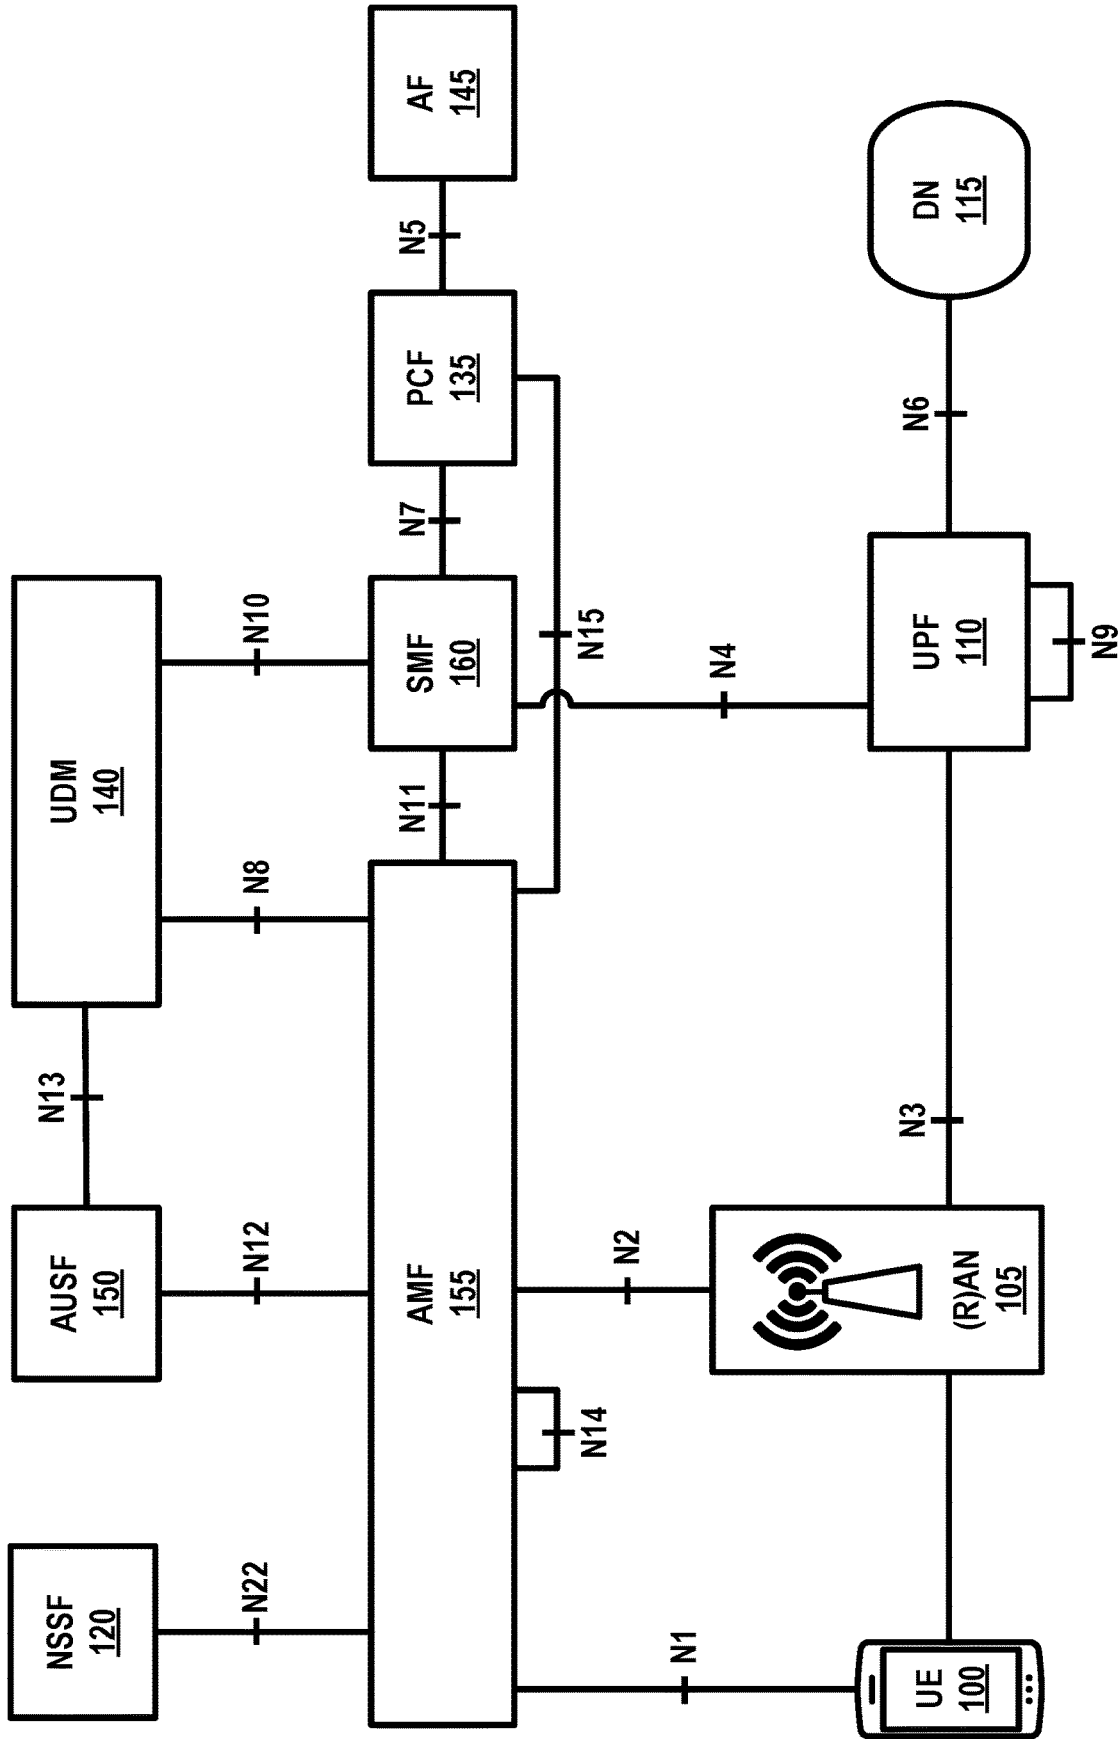 NSSF
120
AUSF
150
N13
UDM
140
N22
N12
N8
N10
AMF
155
N11
SMF
160
N7
PCF
135
N5
AF
145
N14
N15
N1
N2
N4
UE
100
(R)AN
105
N3
UPF
110
N6
DN
115
N9